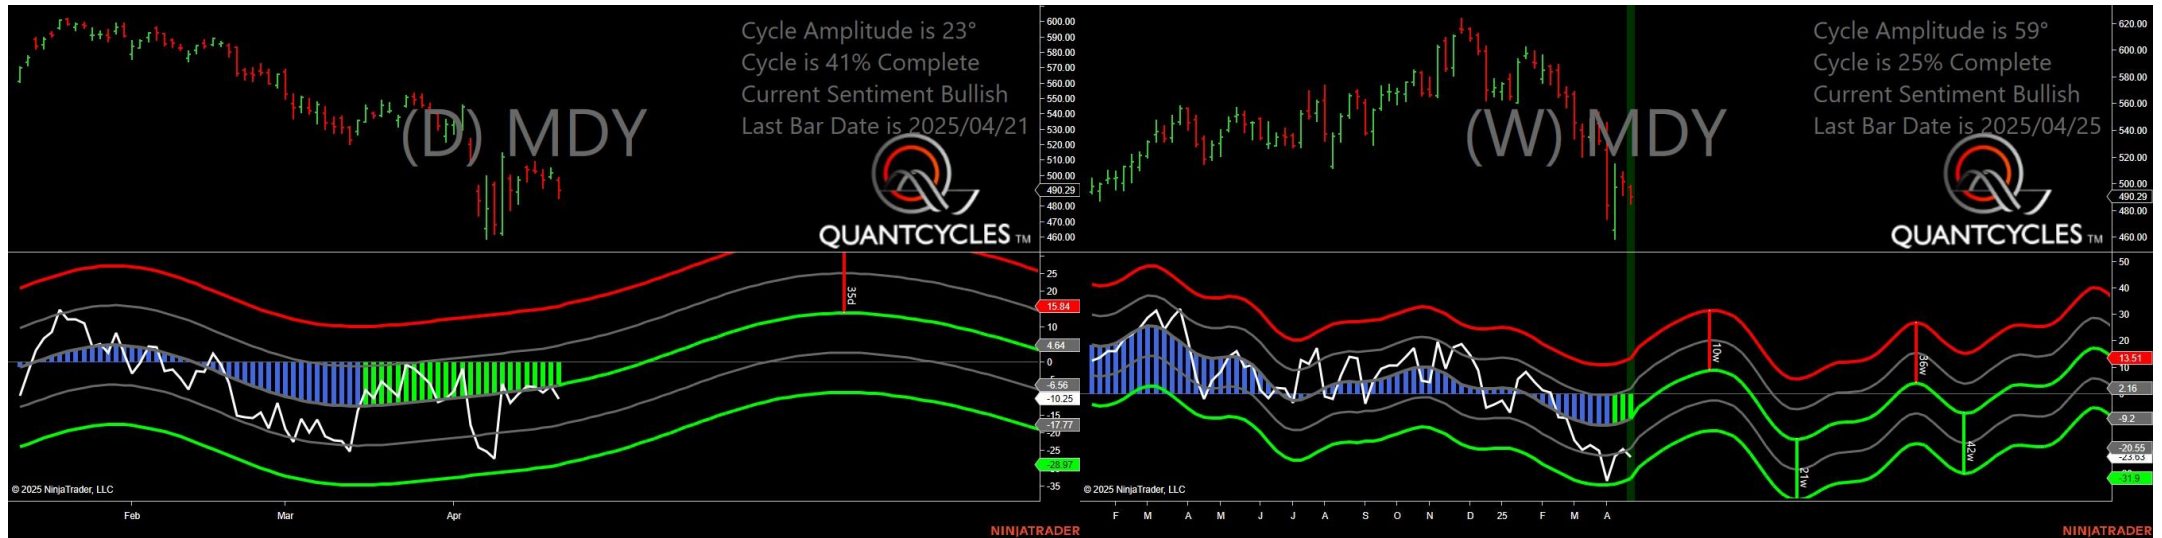 Cycle Amplitude is 23°
Cycle is 41% Complete
Current Sentiment Bullish
Last Bar Date is 2025/04/21
(D) MDY
QUANTCYCLES TM
600.00
590.00
580.00
570.00
560.00
550.00
540.00
530.00
520.00
510.00
500.00
490.29
480.00
470.00
460.00
35d
25
20
15.84
10
4.64
0
-6.56
-10.25
-15
-17.77
-20
-25
-28.97
-35
© 2025 NinjaTrader, LLC
Feb
Mar
Apr
NINJATRADER
Cycle Amplitude is 59°
Cycle is 25% Complete
Current Sentiment Bullish
Last Bar Date is 2025/04/25
(W) MDY
QUANTCYCLES TM
620.00
600.00
580.00
560.00
540.00
520.00
500.00
490.29
480.00
460.00
10w
21w
36w
42w
50
40
30
20
13.51
10
2.16
0
-9.2
-20.55
-23.63
-31.9
© 2025 NinjaTrader, LLC
F
M
A
M
J
J
A
S
O
N
D
25
F
M
A
NINJATRADER